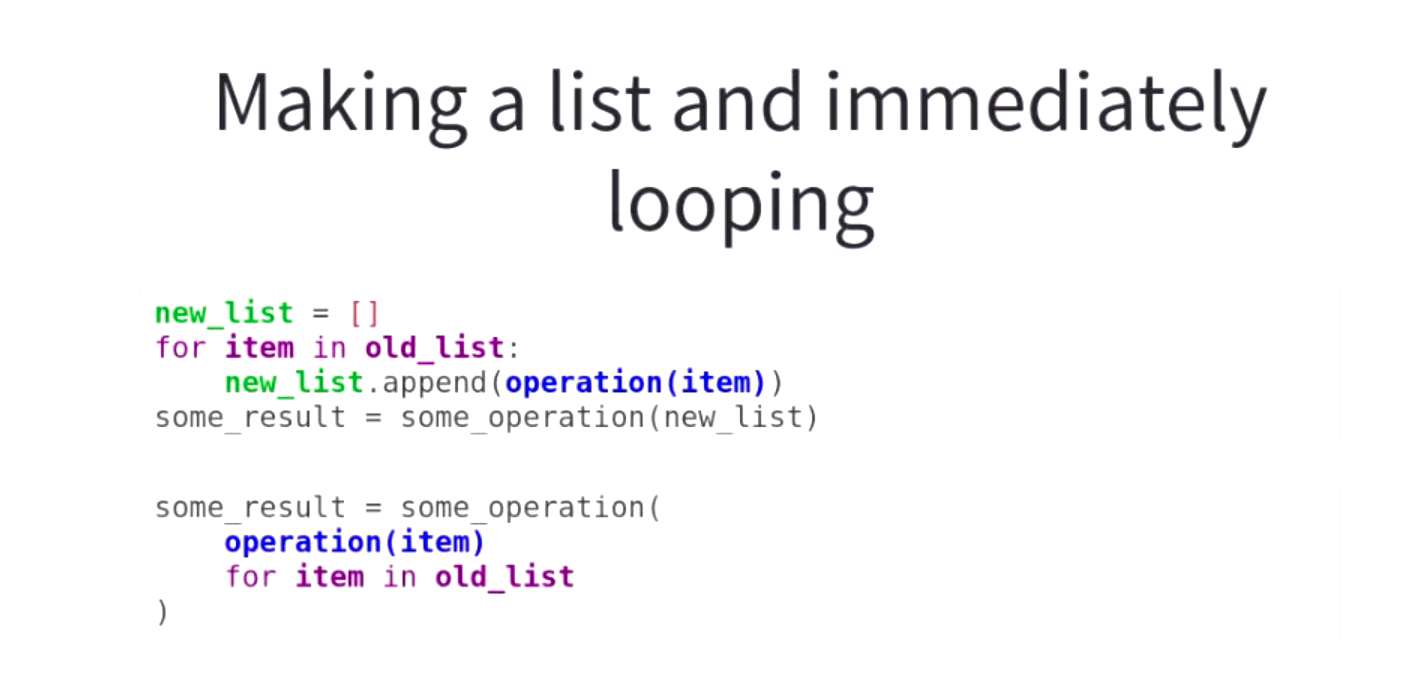 Making a list and immediately
looping
new_list = []
for item in old_list:
    new_list.append(operation(item))
some_result = some_operation(new_list)
some_result = some_operation(
    operation(item)
    for item in old_list
)